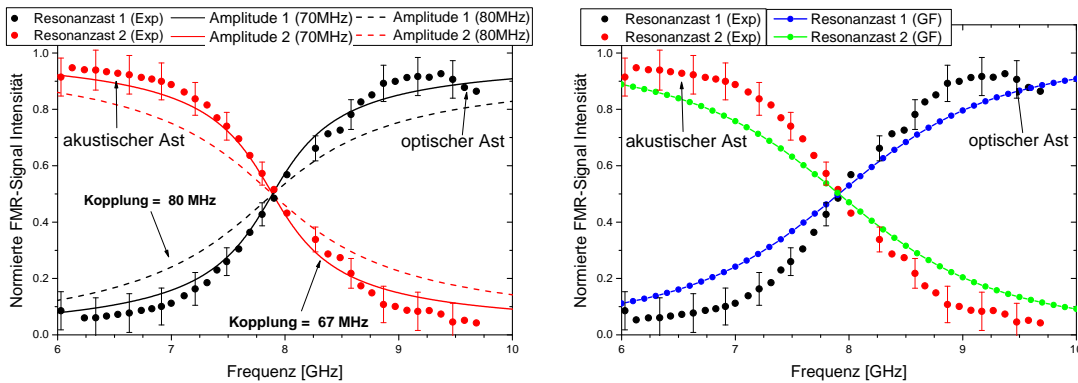 Resonanzast 1 (Exp) Amplitude 1 (70MHz) Amplitude 1 (80MHz)
Resonanzast 2 (Exp) Amplitude 2 (70MHz) Amplitude 2 (80MHz)
Normierte FMR-Signal Intensität
1.0
0.8
0.6
0.4
0.2
0.0
akustischer Ast
optischer Ast
Kopplung = 80 MHz
Kopplung = 67 MHz
6 7 8 9 10
Frequenz [GHz]
Resonanzast 1 (Exp) Resonanzast 1 (GF)
Resonanzast 2 (Exp) Resonanzast 2 (GF)
Normierte FMR-Signal Intensität
1.0
0.8
0.6
0.4
0.2
0.0
akustischer Ast
optischer Ast
6 7 8 9 10
Frequenz [GHz]